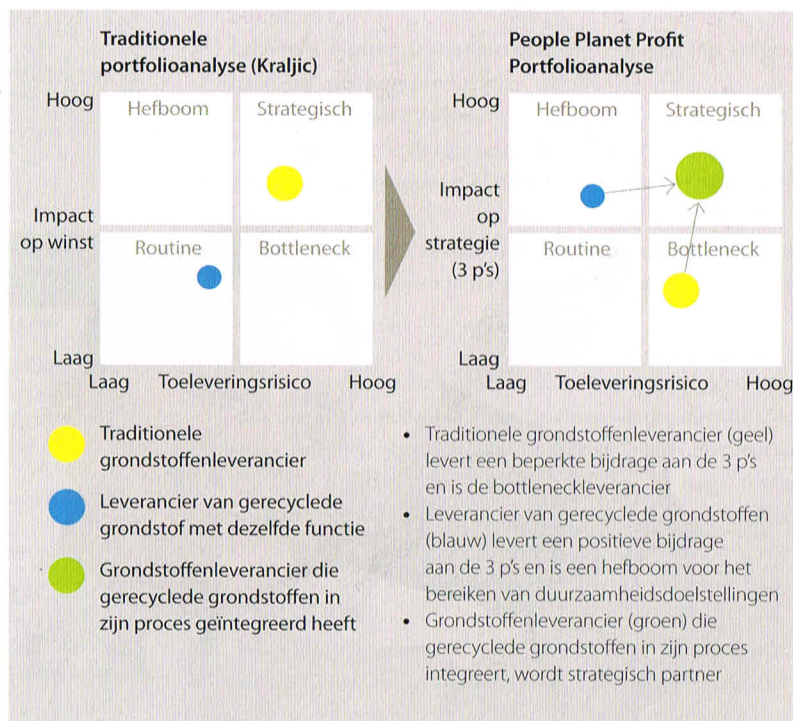 Traditionele
portfolioanalyse (Kraljic)
Hoog
Hefboom
Strategisch
Impact
op winst
Routine
Bottleneck
Laag
Laag
Toeleveringsrisico
Hoog
People Planet Profit
Portfolioanalyse
Hoog
Hefboom
Strategisch
Impact
op
strategie
(3 p's)
Routine
Bottleneck
Laag
Laag
Toeleveringsrisico
Hoog
Traditionele
grondstoffenleverancier
Leverancier van gerecyclede
grondstof met dezelfde functie
Grondstoffenleverancier die
gerecyclede grondstoffen in
zijn proces geïntegreerd heeft
• Traditionele grondstoffenleverancier (geel)
levert een beperkte bijdrage aan de 3 p's
en is de bottleneckleverancier
• Leverancier van gerecyclede grondstoffen
(blauw) levert een positieve bijdrage
aan de 3 p's en is een hefboom voor het
bereiken van duurzaamheidsdoelstellingen
• Grondstoffenleverancier (groen) die
gerecyclede grondstoffen in zijn proces
integreert, wordt strategisch partner